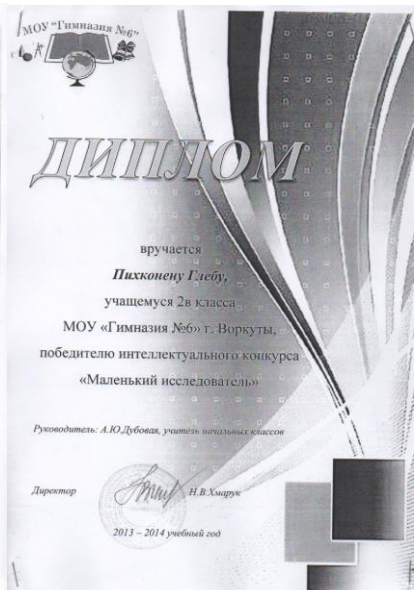 МОУ "Гимназия №6"
ДИПЛОМ
вручается
Пихконену Глебу,
учащемуся 2в класса
МОУ «Гимназия №6» г. Воркуты,
победителю интеллектуального конкурса
«Маленький исследователь»
Руководитель: А.Ю.Дубовая, учитель начальных классов
Директор Н.В.Хмарук
2013 – 2014 учебный год